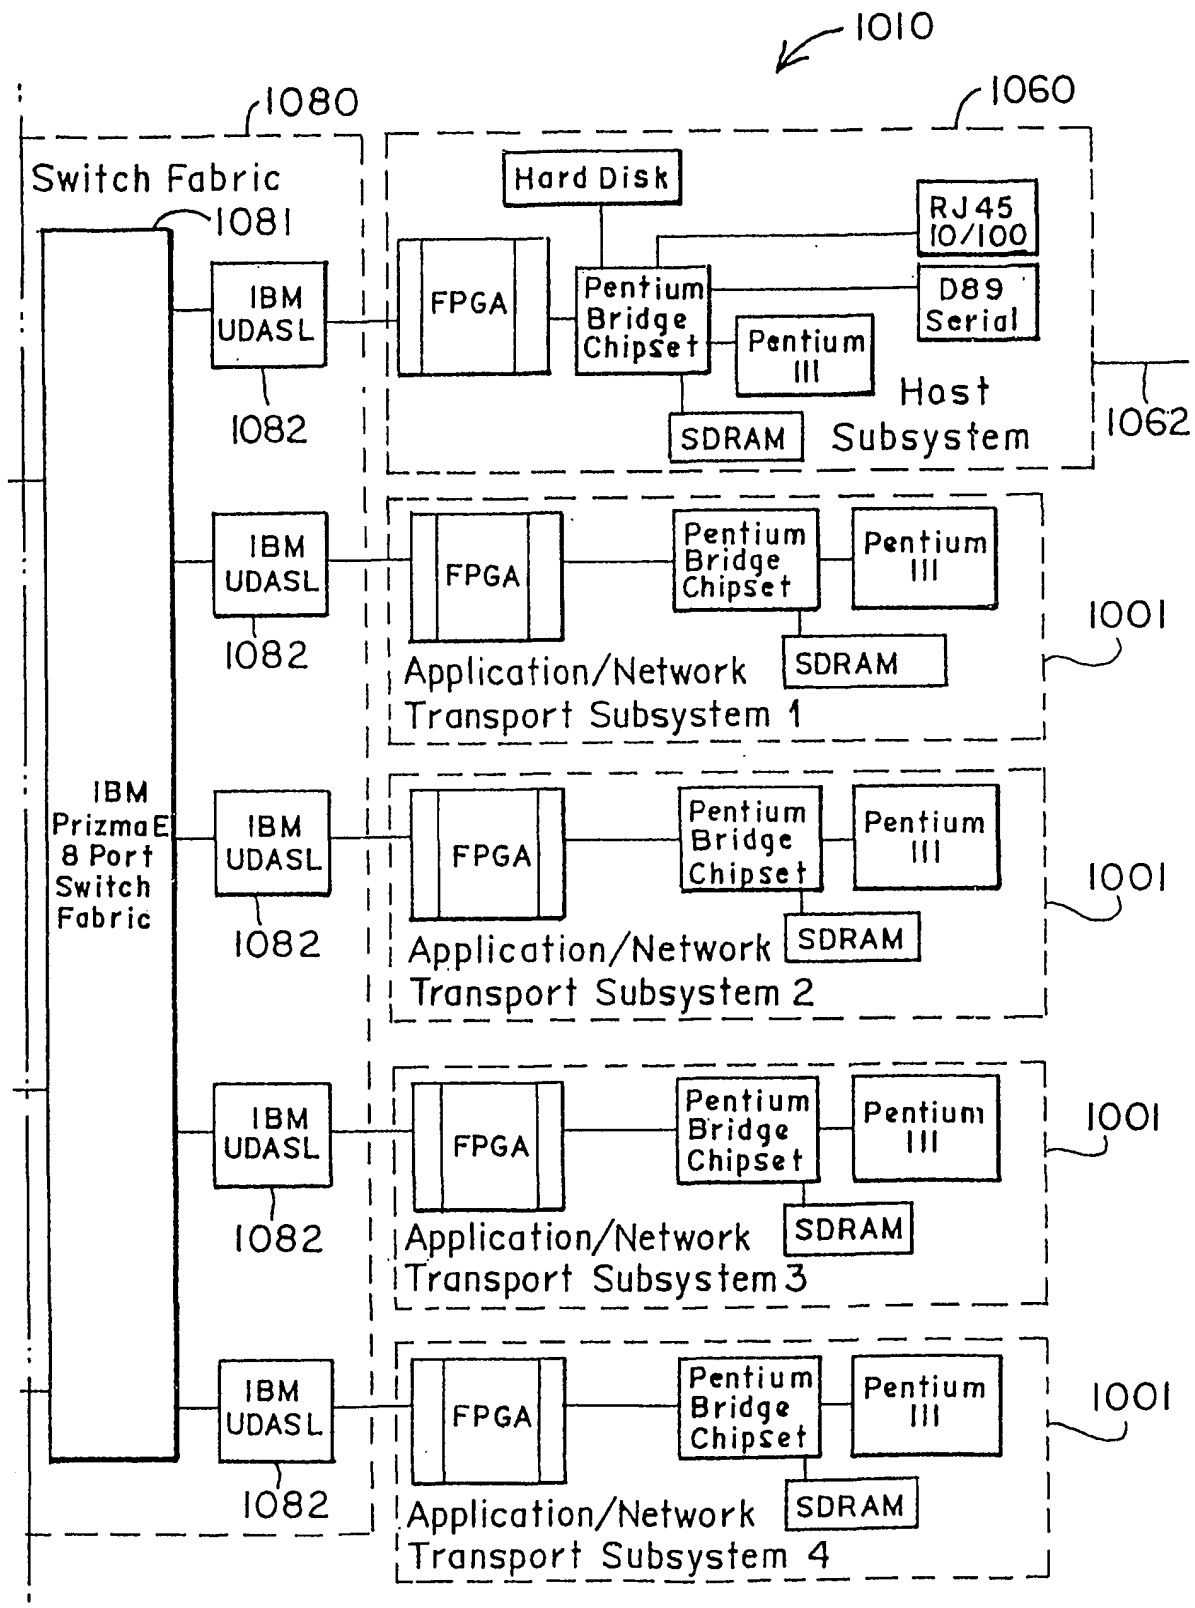 1010
1080
1060
Switch Fabric
1081
Hard Disk
RJ45
10/100
IBM
UDASL
FPGA
Pentium
Bridge
Chipset
D89
Serial
Pentium
III
1082
SDRAM
Host
Subsystem
1062
IBM
UDASL
FPGA
Pentium
Bridge
Chipset
Pentium
III
1082
1001
SDRAM
Application/Network
Transport Subsystem 1
IBM
PrizmaE
8 Port
Switch
Fabric
IBM
UDASL
FPGA
Pentium
Bridge
Chipset
Pentium
III
1001
1082
SDRAM
Application/Network
Transport Subsystem 2
IBM
UDASL
FPGA
Pentium
Bridge
Chipset
Pentium
III
1001
1082
SDRAM
Application/Network
Transport Subsystem 3
IBM
UDASL
FPGA
Pentium
Bridge
Chipset
Pentium
III
1001
1082
SDRAM
Application/Network
Transport Subsystem 4